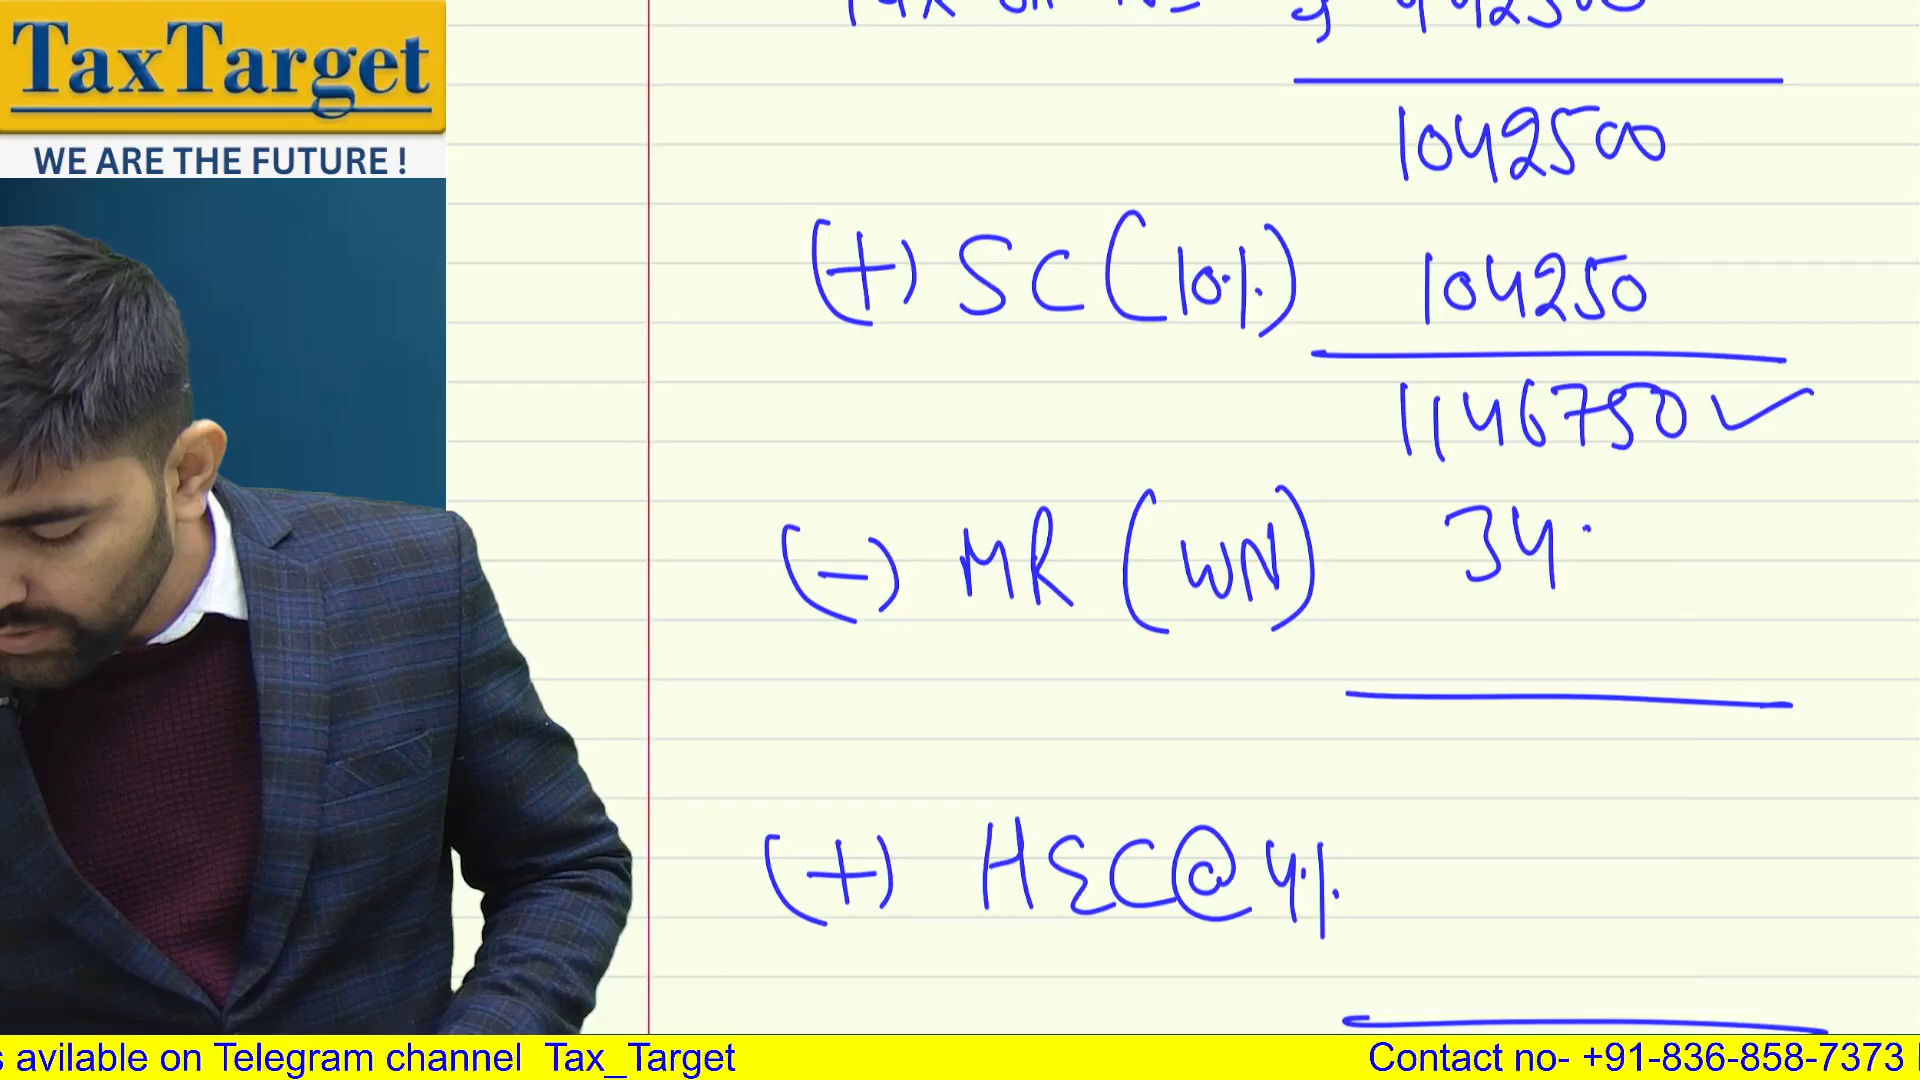 TaxTarget
WE ARE THE FUTURE !
1042500
(+) SC (10%) 104250
1146750 ✓
(-) MR (WN) 34.
(+) HEC @ 4%
avilable on Telegram channel Tax_Target
Contact no- +91-836-858-7373